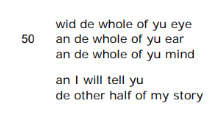 wid de whole of yu eye
50 an de whole of yu ear
an de whole of yu mind
an I will tell yu
de other half of my story